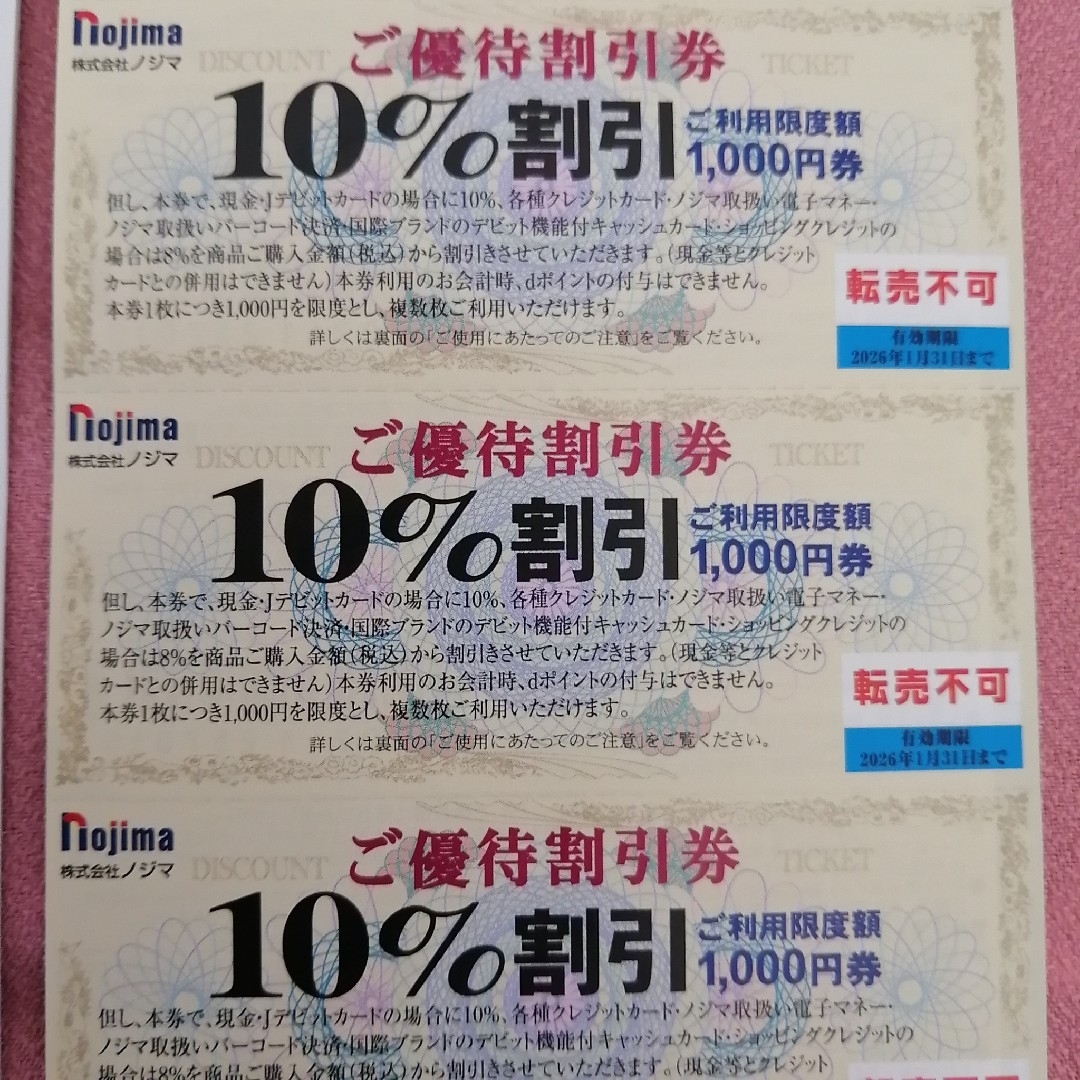 nojima
株式会社ノジマ
DISCOUNT
ご優待割引券
TICKET
10%割引
ご利用限度額
1,000円券
但し、本券で、現金・Jデビットカードの場合に10%、各種クレジットカード・ノジマ取扱い電子マネー・
ノジマ取扱いバーコード決済・国際ブランドのデビット機能付キャッシュカード・ショッピングクレジットの
場合は8%を商品ご購入金額(税込)から割引きさせていただきます。(現金等とクレジット
カードとの併用はできません)本券利用のお会計時、dポイントの付与はできません。
本券1枚につき1,000円を限度とし、複数枚ご利用いただけます。
詳しくは裏面の「ご使用にあたってのご注意」をご覧ください。
転売不可
有効期限
2026年1月31日まで
nojima
株式会社ノジマ
DISCOUNT
ご優待割引券
TICKET
10%割引
ご利用限度額
1,000円券
但し、本券で、現金・Jデビットカードの場合に10%、各種クレジットカード・ノジマ取扱い電子マネー・
ノジマ取扱いバーコード決済・国際ブランドのデビット機能付キャッシュカード・ショッピングクレジットの
場合は8%を商品ご購入金額(税込)から割引きさせていただきます。(現金等とクレジット
カードとの併用はできません)本券利用のお会計時、dポイントの付与はできません。
本券1枚につき1,000円を限度とし、複数枚ご利用いただけます。
詳しくは裏面の「ご使用にあたってのご注意」をご覧ください。
転売不可
有効期限
2026年1月31日まで
nojima
株式会社ノジマ
DISCOUNT
ご優待割引券
TICKET
10%割引
ご利用限度額
1,000円券
但し、本券で、現金・Jデビットカードの場合に10%、各種クレジットカード・ノジマ取扱い電子マネー・
ノジマ取扱いバーコード決済・国際ブランドのデビット機能付キャッシュカード・ショッピングクレジットの
場合は8%を商品ご購入金額(税込)から割引きさせていただきます。(現金等とクレジット